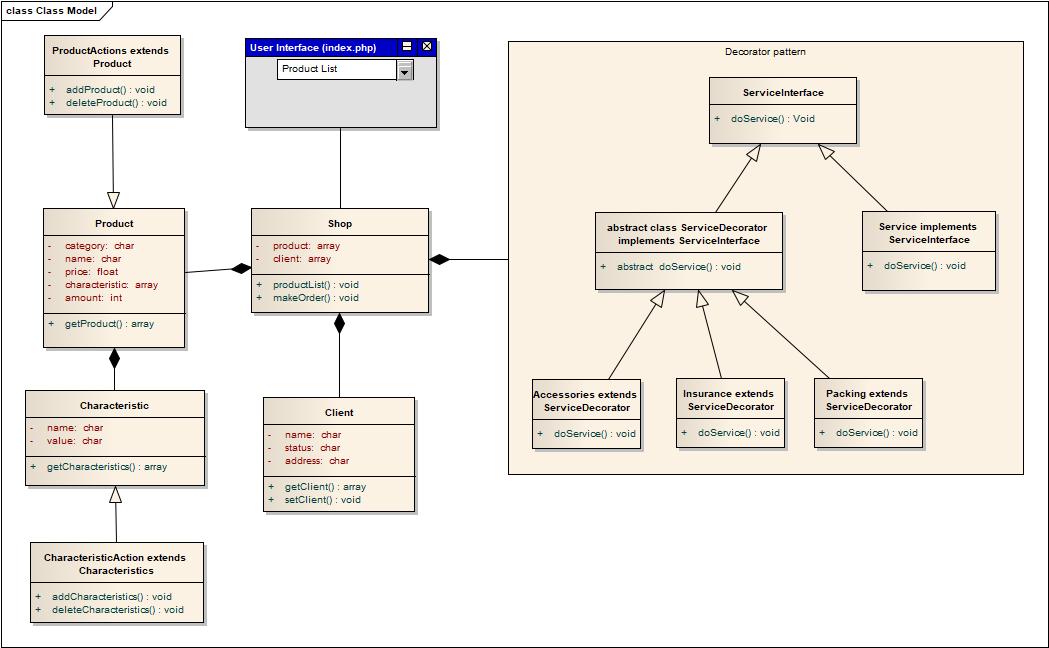 class Class Model
ProductActions extends
Product
+ addProduct() : void
+ deleteProduct() : void
User Interface (index.php)
Product List
Decorator pattern
ServiceInterface
+ doService() : Void
Product
- category: char
- name: char
- price: float
- characteristic: array
- amount: int
+ getProduct() : array
Shop
- product: array
- client: array
+ productList() : void
+ makeOrder() : void
abstract class ServiceDecorator
implements ServiceInterface
+ abstract doService() : void
Service implements
ServiceInterface
+ doService() : void
Characteristic
- name: char
- value: char
+ getCharacteristics() : array
Client
- name: char
- status: char
- address: char
+ getClient() : array
+ setClient() : void
Accessories extends
ServiceDecorator
+ doService() : void
Insurance extends
ServiceDecorator
+ doService() : void
Packing extends
ServiceDecorator
+ doService() : void
CharacteristicAction extends
Characteristics
+ addCharacteristics() : void
+ deleteCharacteristics() : void